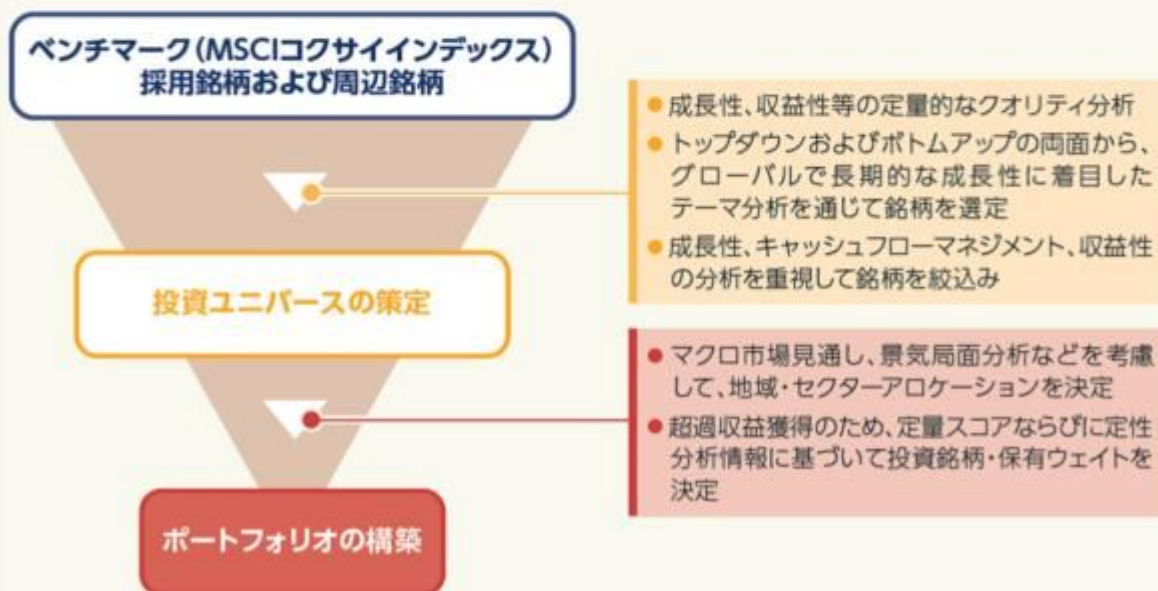 ベンチマーク(MSCIコクサイインデックス)
採用銘柄および周辺銘柄
● 成長性、収益性等の定量的なクオリティ分析
● トップダウンおよびボトムアップの両面から、
グローバルで長期的な成長性に着目した
テーマ分析を通じて銘柄を選定
● 成長性、キャッシュフローマネジメント、収益性
の分析を重視して銘柄を絞込み
投資ユニバースの策定
● マクロ市場見通し、景気局面分析などを考慮
して、地域・セクターアロケーションを決定
● 超過収益獲得のため、定量スコアならびに定性
分析情報に基づいて投資銘柄・保有ウェイトを
決定
ポートフォリオの構築